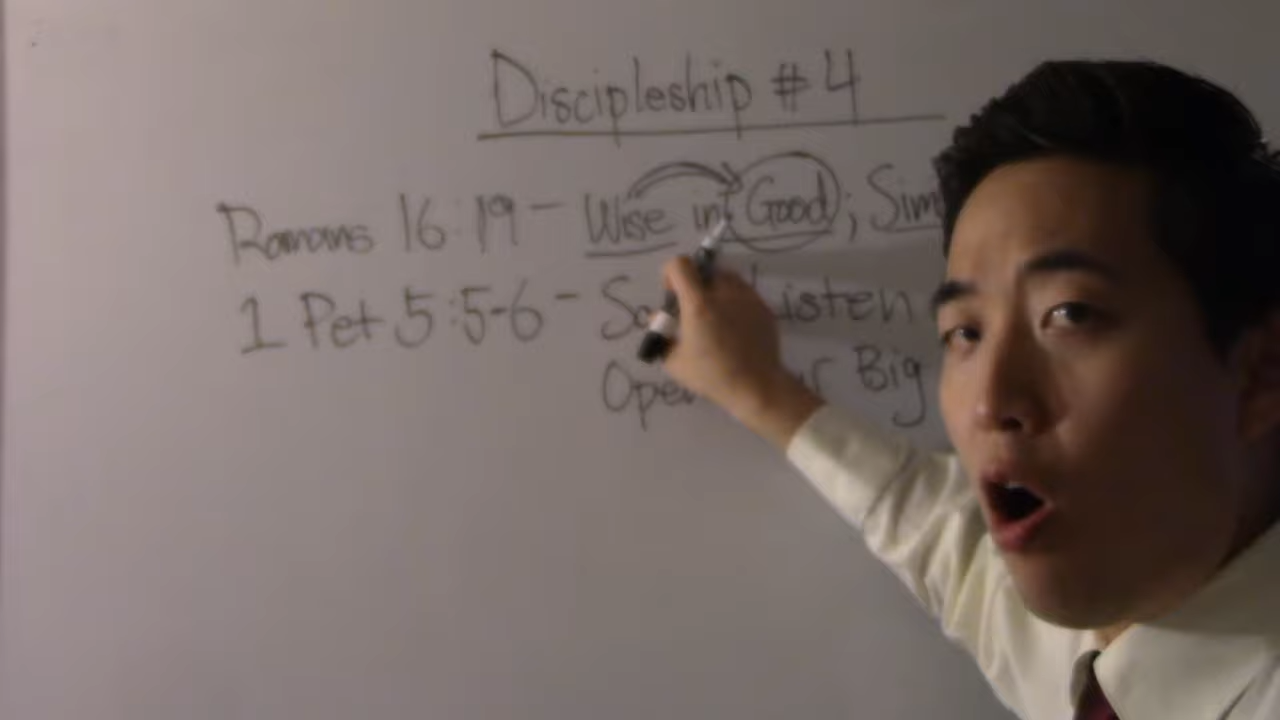 Discipleship #4
Romans 16:19 - Wise in Good; Sim
1 Pet 5:5-6 - Listen
Big